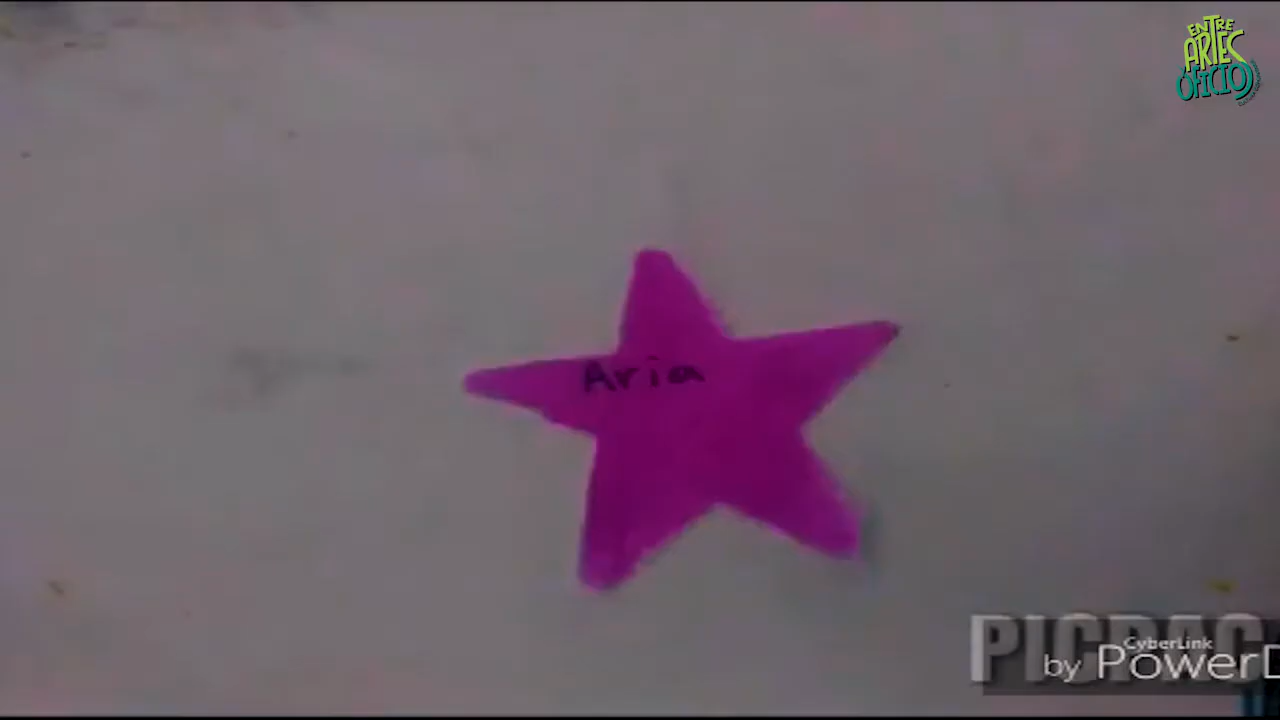 ENTRE
ARTES
OFICIO
Aria
PICPAC
CyberLink
by PowerD